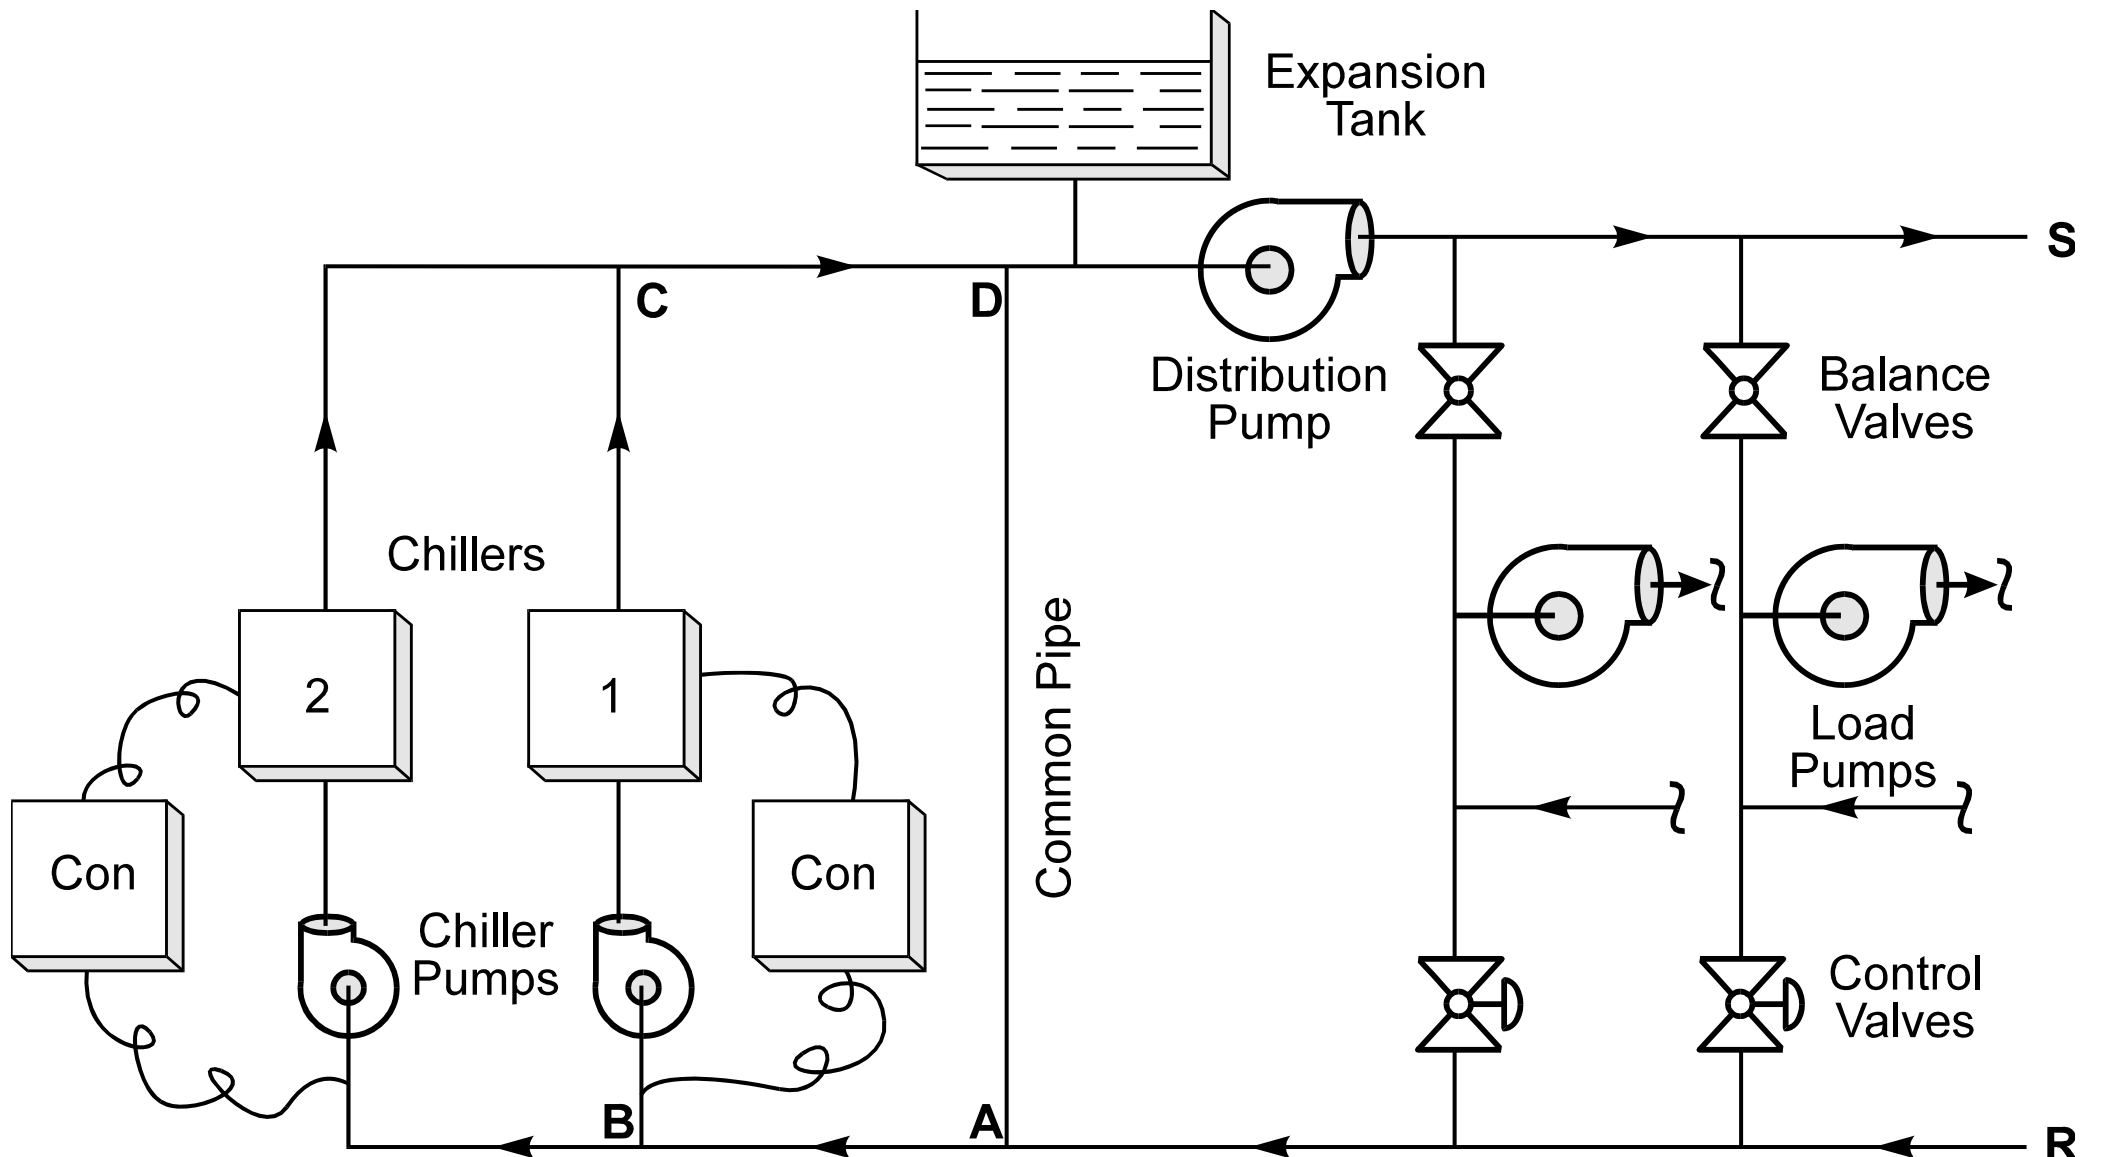 Expansion
Tank
S
C
D
Distribution
Pump
Balance
Valves
Chillers
2
1
Common Pipe
Load
Pumps
Con
Con
Chiller
Pumps
Control
Valves
B
A
R